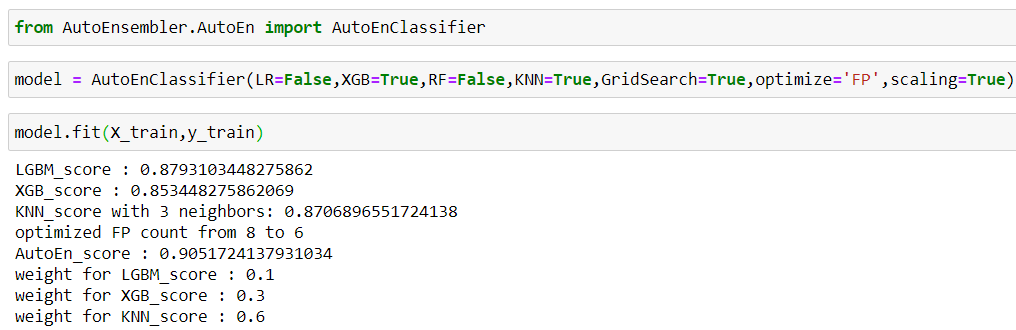 from AutoEnsembler.AutoEn import AutoEnClassifier
model = AutoEnClassifier(LR=False,XGB=True,RF=False,KNN=True,GridSearch=True,optimize='FP',scaling=True)
model.fit(X_train,y_train)
LGBM_score : 0.8793103448275862
XGB_score : 0.853448275862069
KNN_score with 3 neighbors: 0.8706896551724138
optimized FP count from 8 to 6
AutoEn_score : 0.9051724137931034
weight for LGBM_score : 0.1
weight for XGB_score : 0.3
weight for KNN_score : 0.6